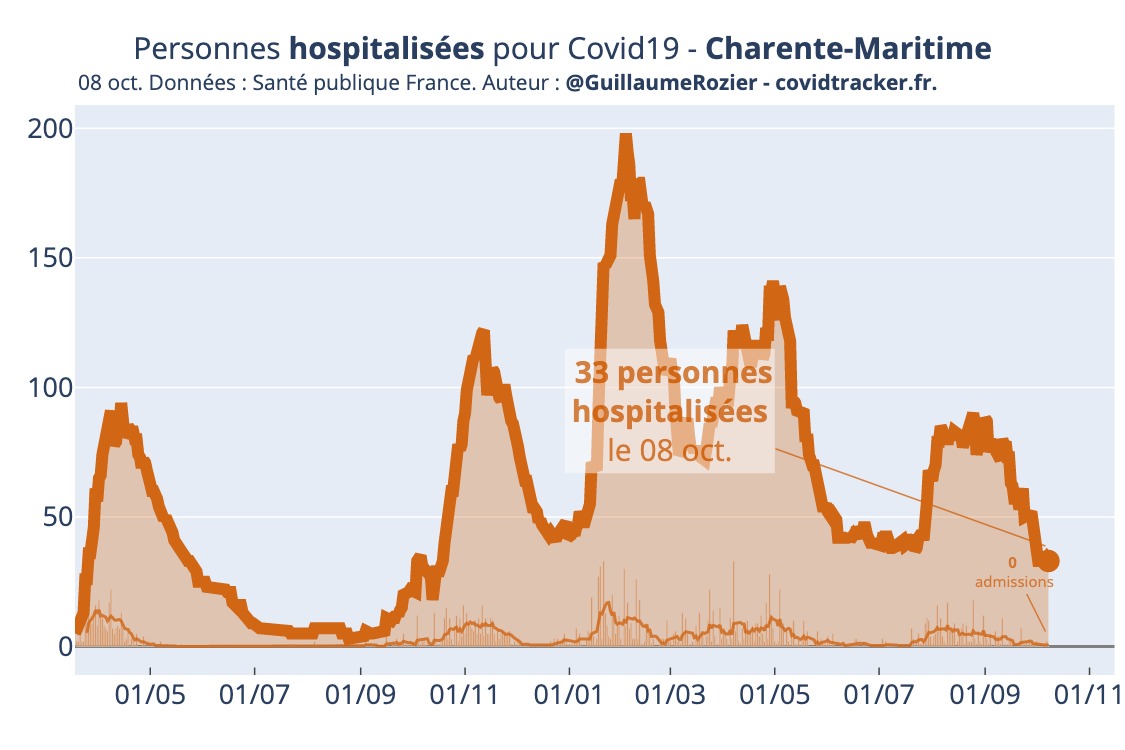 Personnes hospitalisées pour Covid19 - Charente-Maritime
08 oct. Données : Santé publique France. Auteur : @GuillaumeRozier - covidtracker.fr.
200
150
100
50
0
33 personnes
hospitalisées
le 08 oct.
0
admissions
01/05 01/07 01/09 01/11 01/01 01/03 01/05 01/07 01/09 01/11